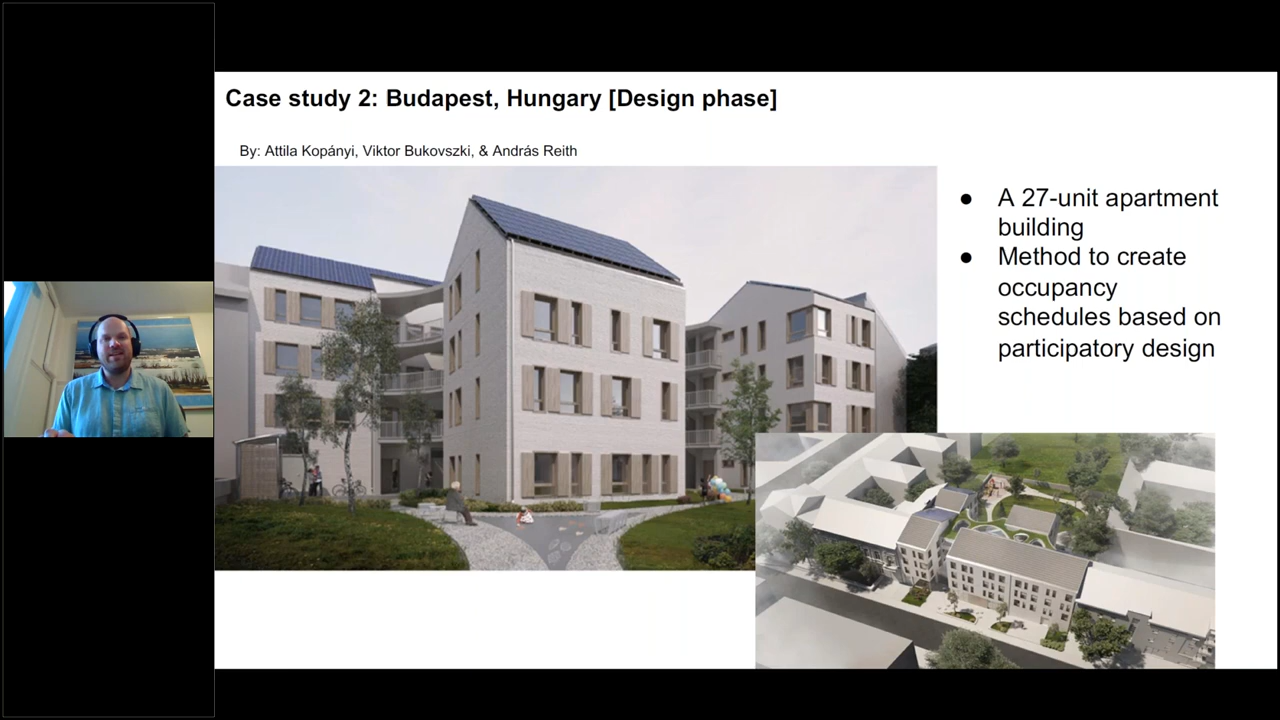 Case study 2: Budapest, Hungary [Design phase]
By: Attila Kopányi, Viktor Bukovszki, & András Reith
● A 27-unit apartment
building
● Method to create
occupancy
schedules based on
participatory design